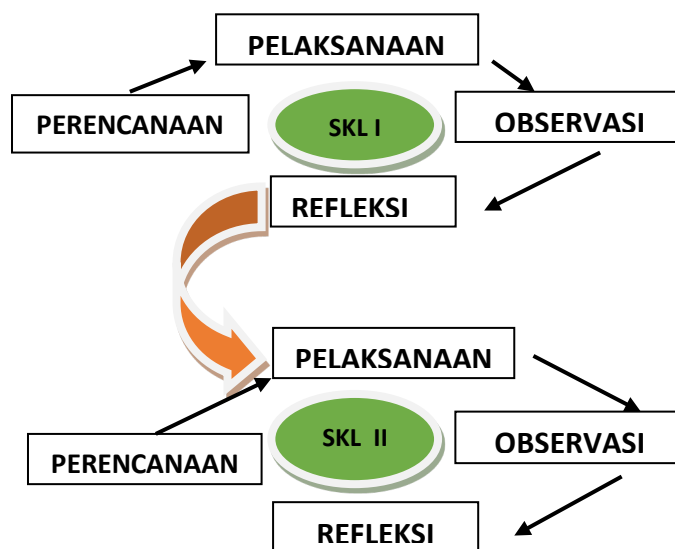 PELAKSANAAN
PERENCANAAN
SKL I
OBSERVASI
REFLEKSI
PELAKSANAAN
PERENCANAAN
SKL II
OBSERVASI
REFLEKSI